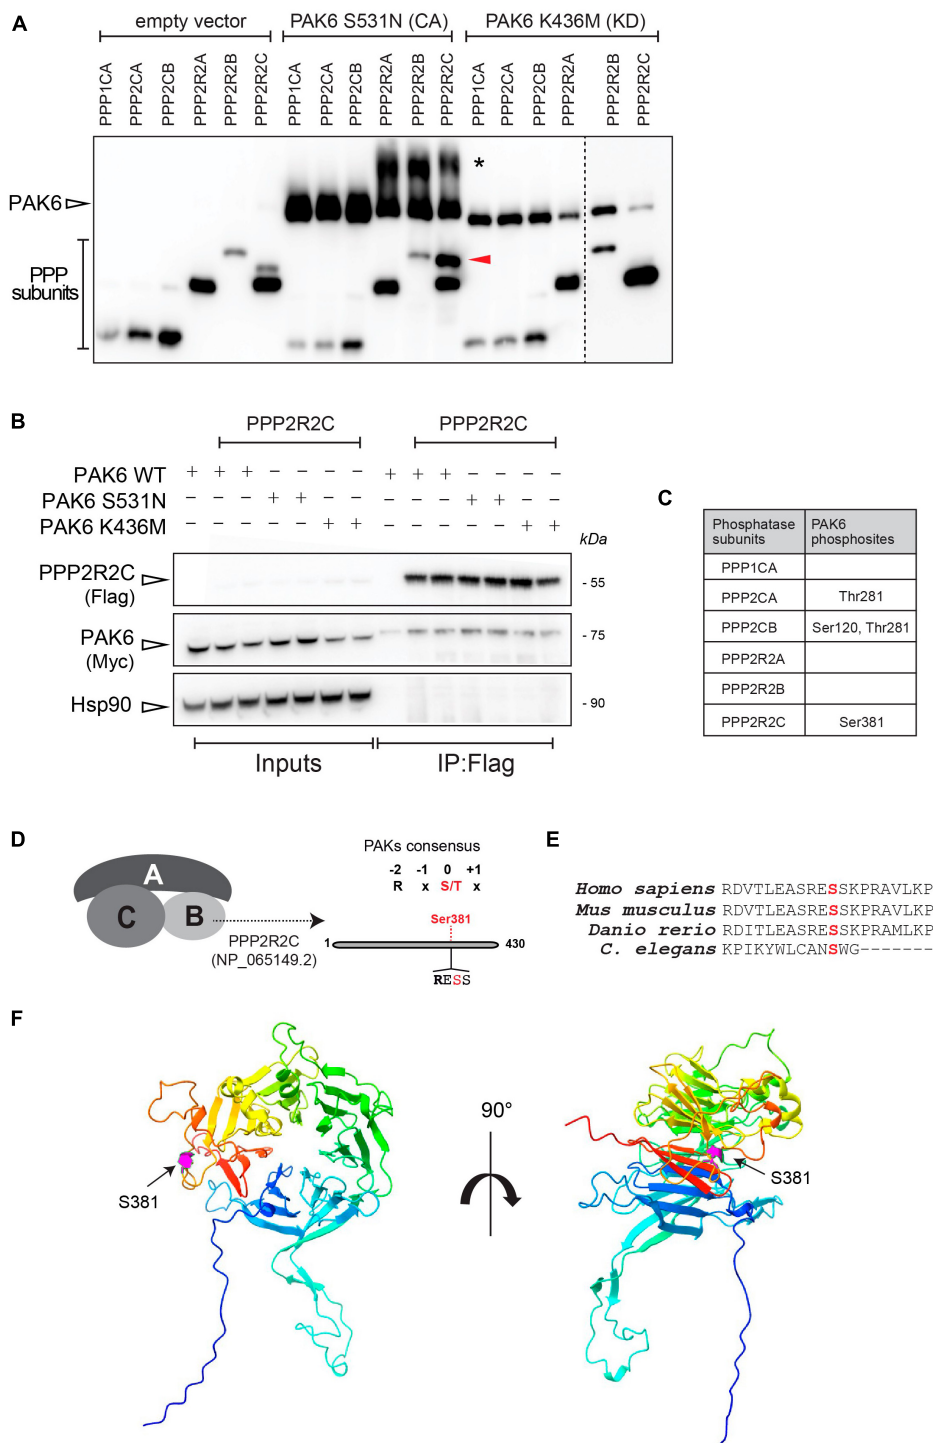 A
empty vector
PAK6 S531N (CA)
PAK6 K436M (KD)
PPP1CA
PPP2CA
PPP2CB
PPP2R2A
PPP2R2B
PPP2R2C
PPP1CA
PPP2CA
PPP2CB
PPP2R2A
PPP2R2B
PPP2R2C
PPP1CA
PPP2CA
PPP2CB
PPP2R2A
PPP2R2B
PPP2R2C
*
PAK6
PPP
subunits
B
PPP2R2C
PPP2R2C
PAK6 WT + + + − − − − + + + − − − −
PAK6 S531N − − − + + − − − − − + + − −
PAK6 K436M − − − − − + + − − − − − + +
kDa
PPP2R2C
(Flag)
- 55
PAK6
(Myc)
- 75
Hsp90
- 90
Inputs
IP:Flag
C
Phosphatase subunits
PAK6 phosphosites
PPP1CA
PPP2CA Thr281
PPP2CB Ser120, Thr281
PPP2R2A
PPP2R2B
PPP2R2C Ser381
D
A
C
B
PPP2R2C
(NP_065149.2)
PAKs consensus
-2 -1 0 +1
R x S/T x
Ser381
1
430
RESS
E
Homo sapiens RDVTLEASRESSKPRAVLKP
Mus musculus RDVTLEASRESSKPRAVLKP
Danio rerio RDITLEASRESSKPRAMLKP
C. elegans KPIKYWLCANSWG-------
F
S381
90°
S381